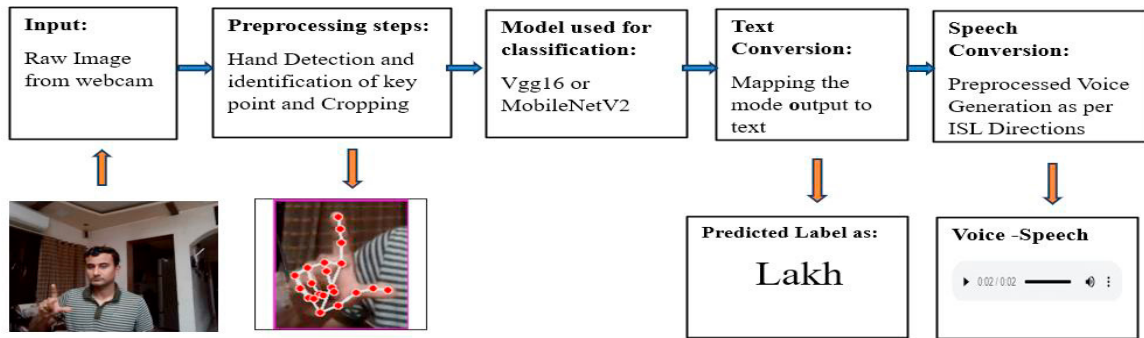 Input:
Raw Image
from webcam
Preprocessing steps:
Hand Detection and
identification of key
point and Cropping
Model used for
classification:
Vgg16 or
MobileNetV2
Text
Conversion:
Mapping the
mode output to
text
Speech
Conversion:
Preprocessed Voice
Generation as per
ISL Directions
Predicted Label as:
Lakh
Voice -Speech
0:02 / 0:02